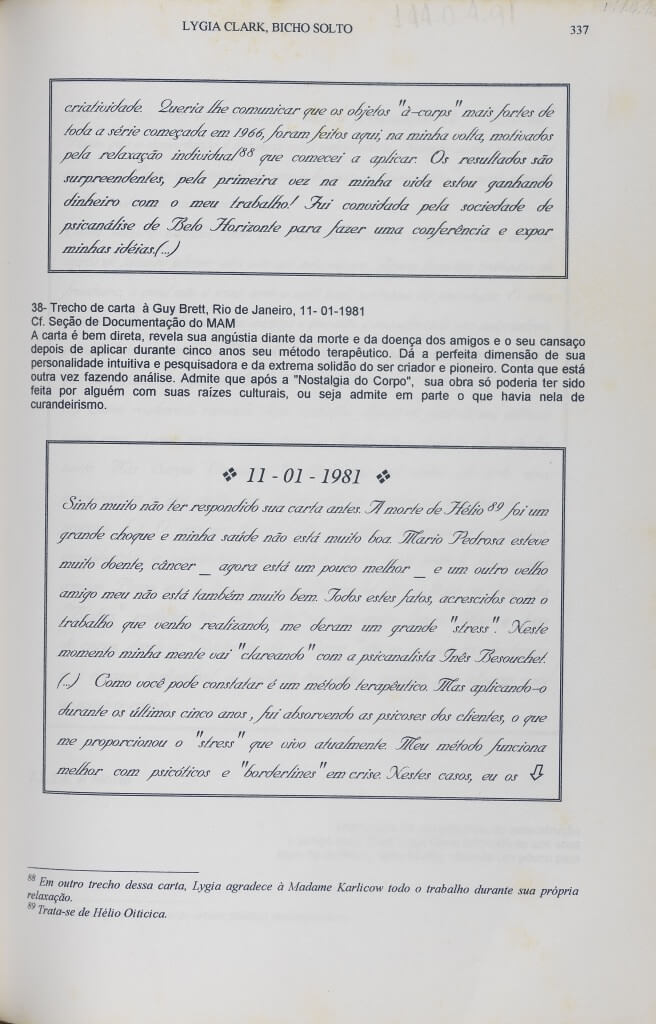 LYGIA CLARK, BICHO SOLTO
337
criatividade. Queria lhe comunicar que os objetos "à-corps" mais fortes de
toda a série começada em 1966, foram feitos aqui, na minha volta, motivados
pela relaxação individual88 que comecei a aplicar. Os resultados são
surpreendentes, pela primeira vez na minha vida estou ganhando
dinheiro com o meu trabalho! Fui convidada pela sociedade de
psicanálise de Belo Horizonte para fazer uma conferência e expor
minhas idéias.(...)
38- Trecho de carta à Guy Brett, Rio de Janeiro, 11- 01-1981
Cf. Seção de Documentação do MAM
A carta é bem direta, revela sua angústia diante da morte e da doença dos amigos e o seu cansaço
depois de aplicar durante cinco anos seu método terapêutico. Dá a perfeita dimensão de sua
personalidade intuitiva e pesquisadora e da extrema solidão do ser criador e pioneiro. Conta que está
outra vez fazendo análise. Admite que após a "Nostalgia do Corpo", sua obra só poderia ter sido
feita por alguém com suas raízes culturais, ou seja admite em parte o que havia nela de
curandeirismo.
❖ 11 - 01 - 1981 ❖
Sinto muito não ter respondido sua carta antes. A morte de Hélio 89 foi um
grande choque e minha saúde não está muito boa. Mario Pedrosa esteve
muito doente, câncer _ agora está um pouco melhor _ e um outro velho
amigo meu não está também muito bem. Todos estes fatos, acrescidos com o
trabalho que venho realizando, me deram um grande "stress". Neste
momento minha mente vai "clareando" com a psicanalista Inês Besouchet.
(...) Como você pode constatar é um método terapêutico. Mas aplicando-o
durante os últimos cinco anos , fui absorvendo as psicoses dos clientes, o que
me proporcionou o "stress" que vivo atualmente. Meu método funciona
melhor com psicóticos e "borderlines" em crise. Nestes casos, eu os ⇩
88 Em outro trecho dessa carta, Lygia agradece à Madame Karlicow todo o trabalho durante sua própria
relaxação.
89 Trata-se de Hélio Oiticica.